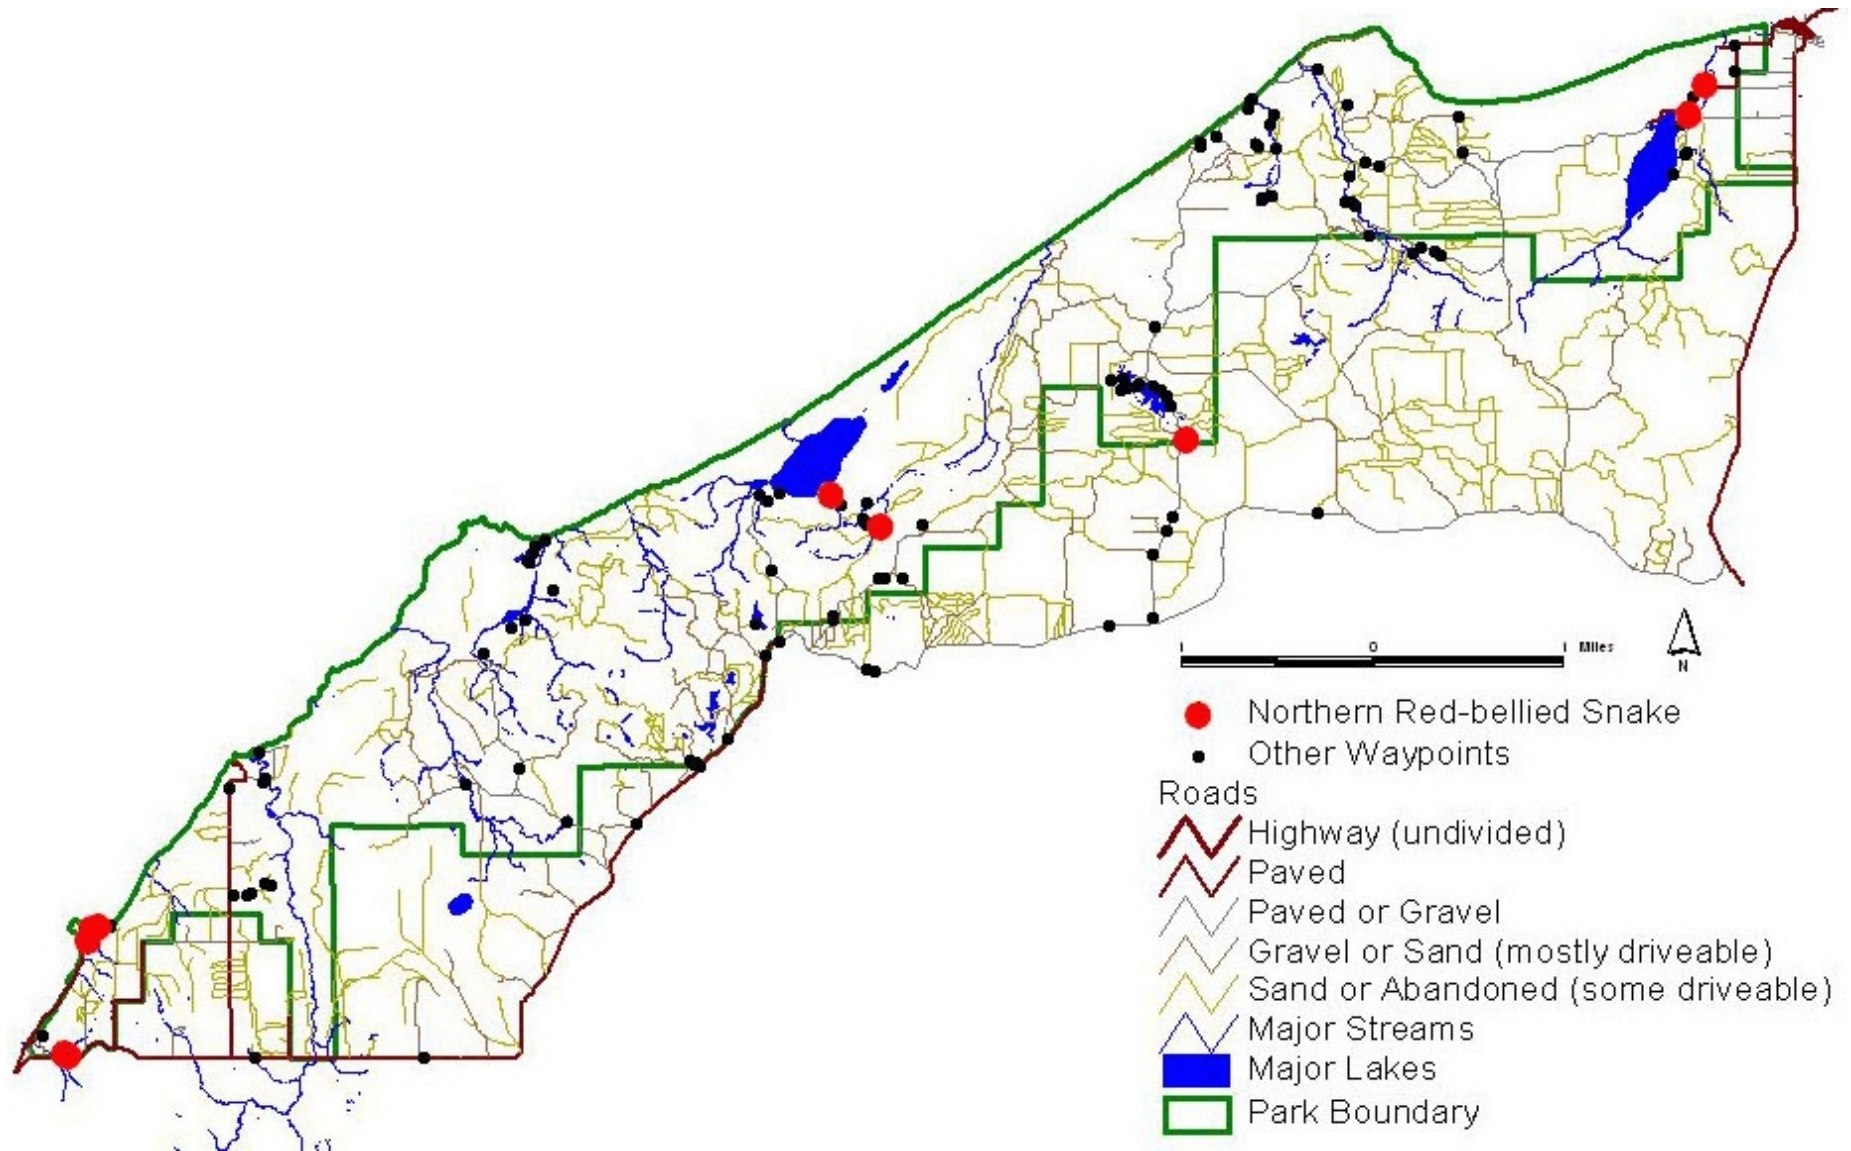 1 0 1 Miles
N
Northern Red-bellied Snake
Other Waypoints
Roads
Highway (undivided)
Paved
Paved or Gravel
Gravel or Sand (mostly driveable)
Sand or Abandoned (some driveable)
Major Streams
Major Lakes
Park Boundary